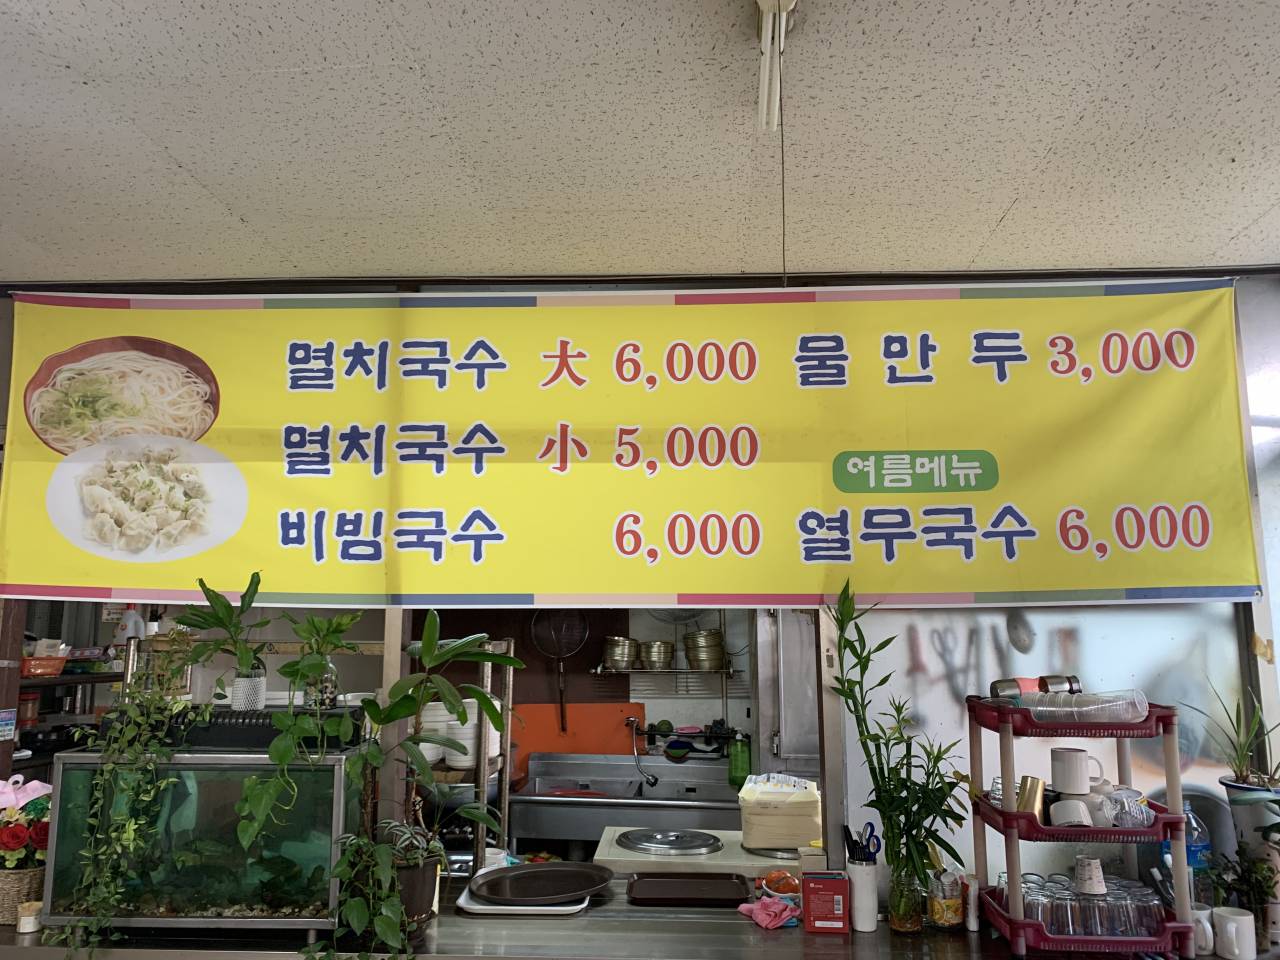 멸치국수 大 6,000
멸치국수 小 5,000
비빔국수 6,000
물만두 3,000
여름메뉴
열무국수 6,000